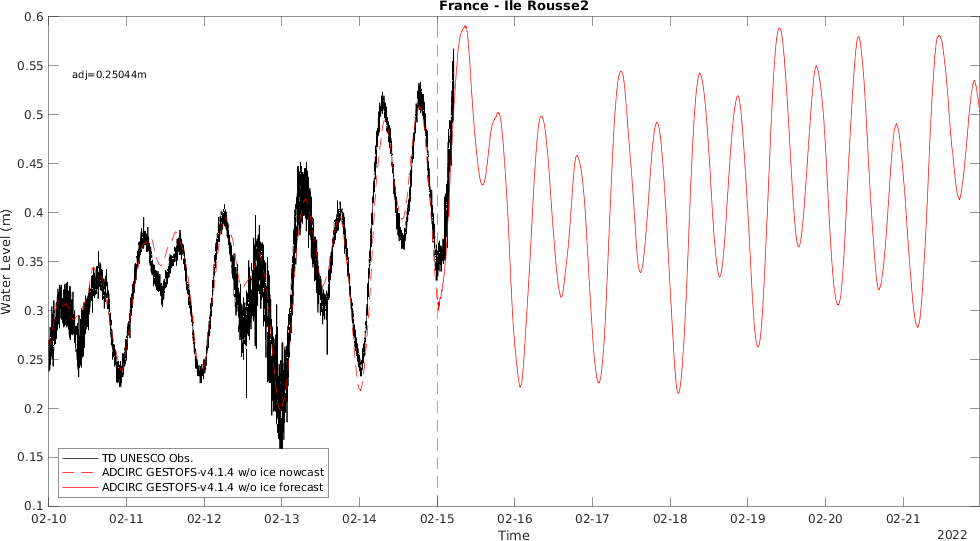 France - Ile Rousse2
adj=0.25044m
Water Level (m)
0.6
0.55
0.5
0.45
0.4
0.35
0.3
0.25
0.2
0.15
0.1
TD UNESCO Obs.
ADCIRC GESTOFS-v4.1.4 w/o ice nowcast
ADCIRC GESTOFS-v4.1.4 w/o ice forecast
02-10 02-11 02-12 02-13 02-14 02-15 02-16 02-17 02-18 02-19 02-20 02-21
Time
2022